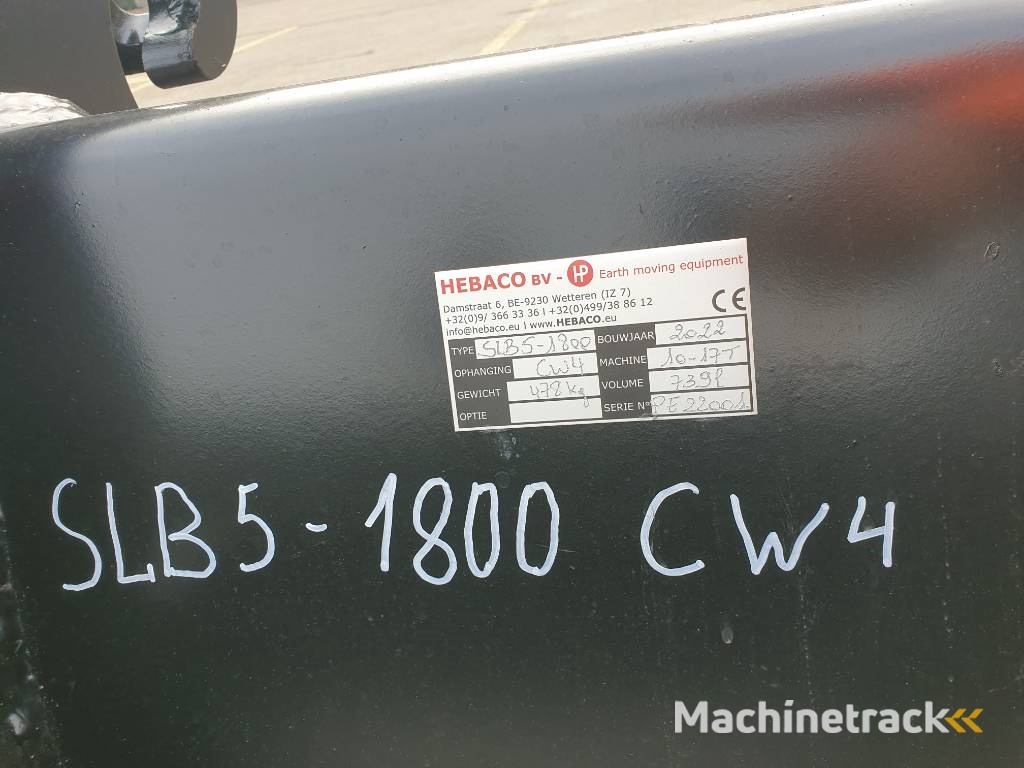 HEBACO BV - HP Earth moving equipment
Damstraat 6, BE-9230 Wetteren (IZ 7)
+32(0)9/ 366 33 36 I +32(0)499/38 86 12
info@hebaco.eu I www.HEBACO.eu
CE
TYPE SLB5-1800 BOUWJAAR 2022
OPHANGING CW4 MACHINE 10-17T
GEWICHT 478kg VOLUME 739l
OPTIE SERIE N° PE22001
SLB5-1800 CW4
Machinetrack